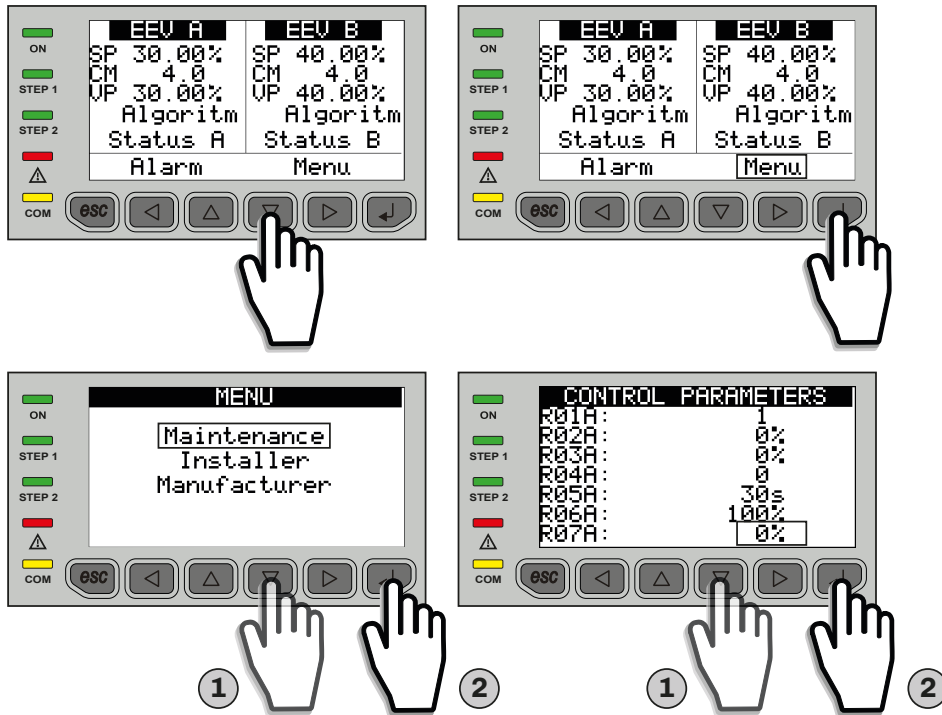 EEV A EEV B
ON
SP 30.00% SP 40.00%
CM 4.0 CM 4.0
STEP 1
VP 30.00% VP 40.00%
Algoritm Algoritm
STEP 2
Status A Status B
Alarm Menu
COM
esc
EEV A EEV B
ON
SP 30.00% SP 40.00%
CM 4.0 CM 4.0
STEP 1
VP 30.00% VP 40.00%
Algoritm Algoritm
STEP 2
Status A Status B
Alarm Menu
COM
esc
MENU
ON
Maintenance
STEP 1
Installer
Manufacturer
STEP 2
COM
esc
1
2
CONTROL PARAMETERS
ON
R01A: 1
R02A: 0%
R03A: 0%
STEP 1
R04A: 0
R05A: 30s
STEP 2
R06A: 100%
R07A: 0%
COM
esc
1
2